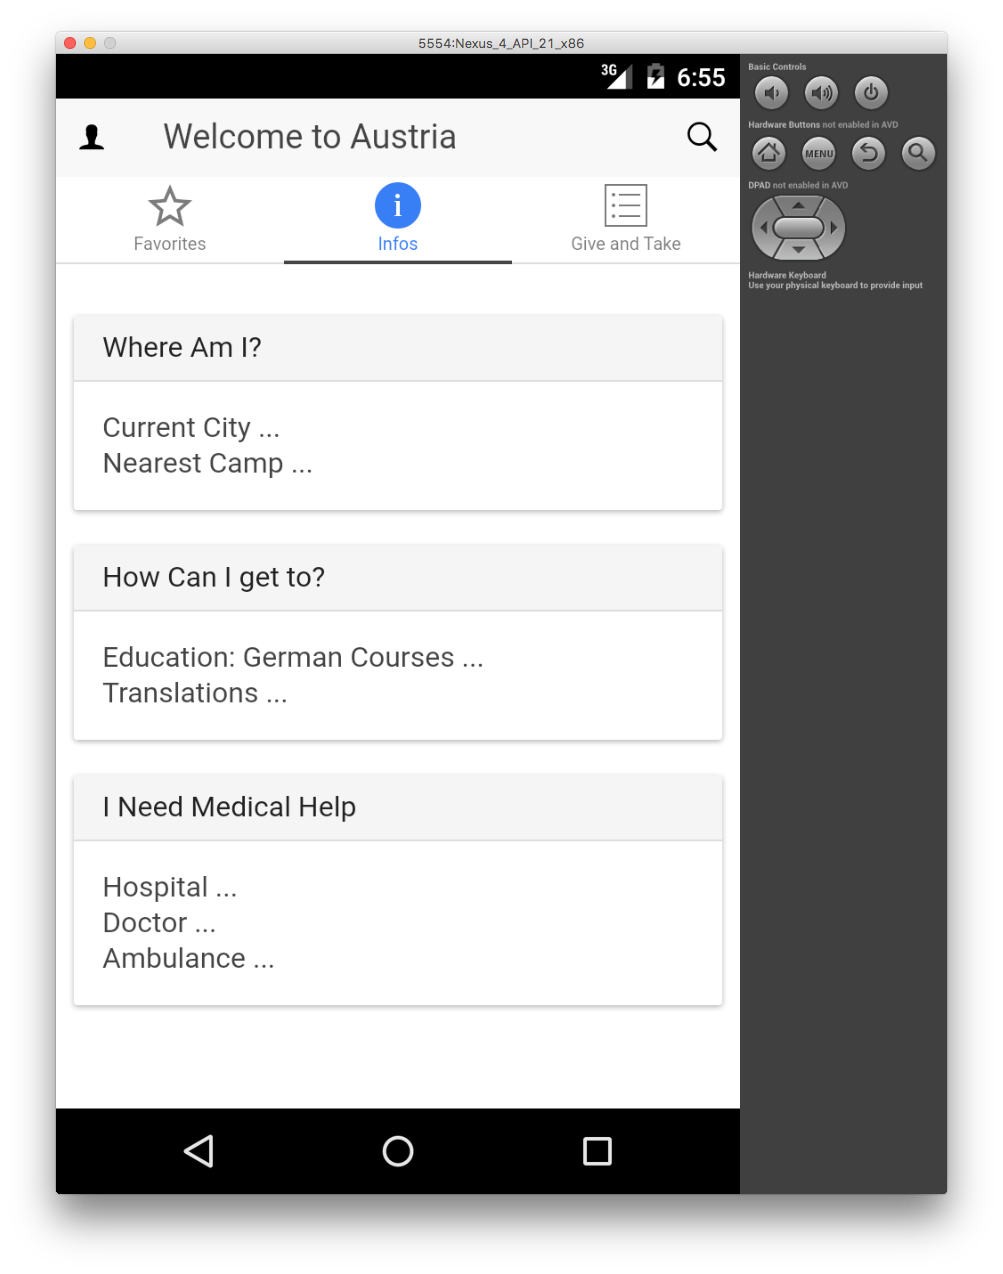 5554:Nexus_4_API_21_x86
3G 6:55
Welcome to Austria
Favorites
Infos
Give and Take
Where Am I?
Current City ...
Nearest Camp ...
How Can I get to?
Education: German Courses ...
Translations ...
I Need Medical Help
Hospital ...
Doctor ...
Ambulance ...
Basic Controls
Hardware Buttons not enabled in AVD
MENU
DPAD not enabled in AVD
Hardware Keyboard
Use your physical keyboard to provide input